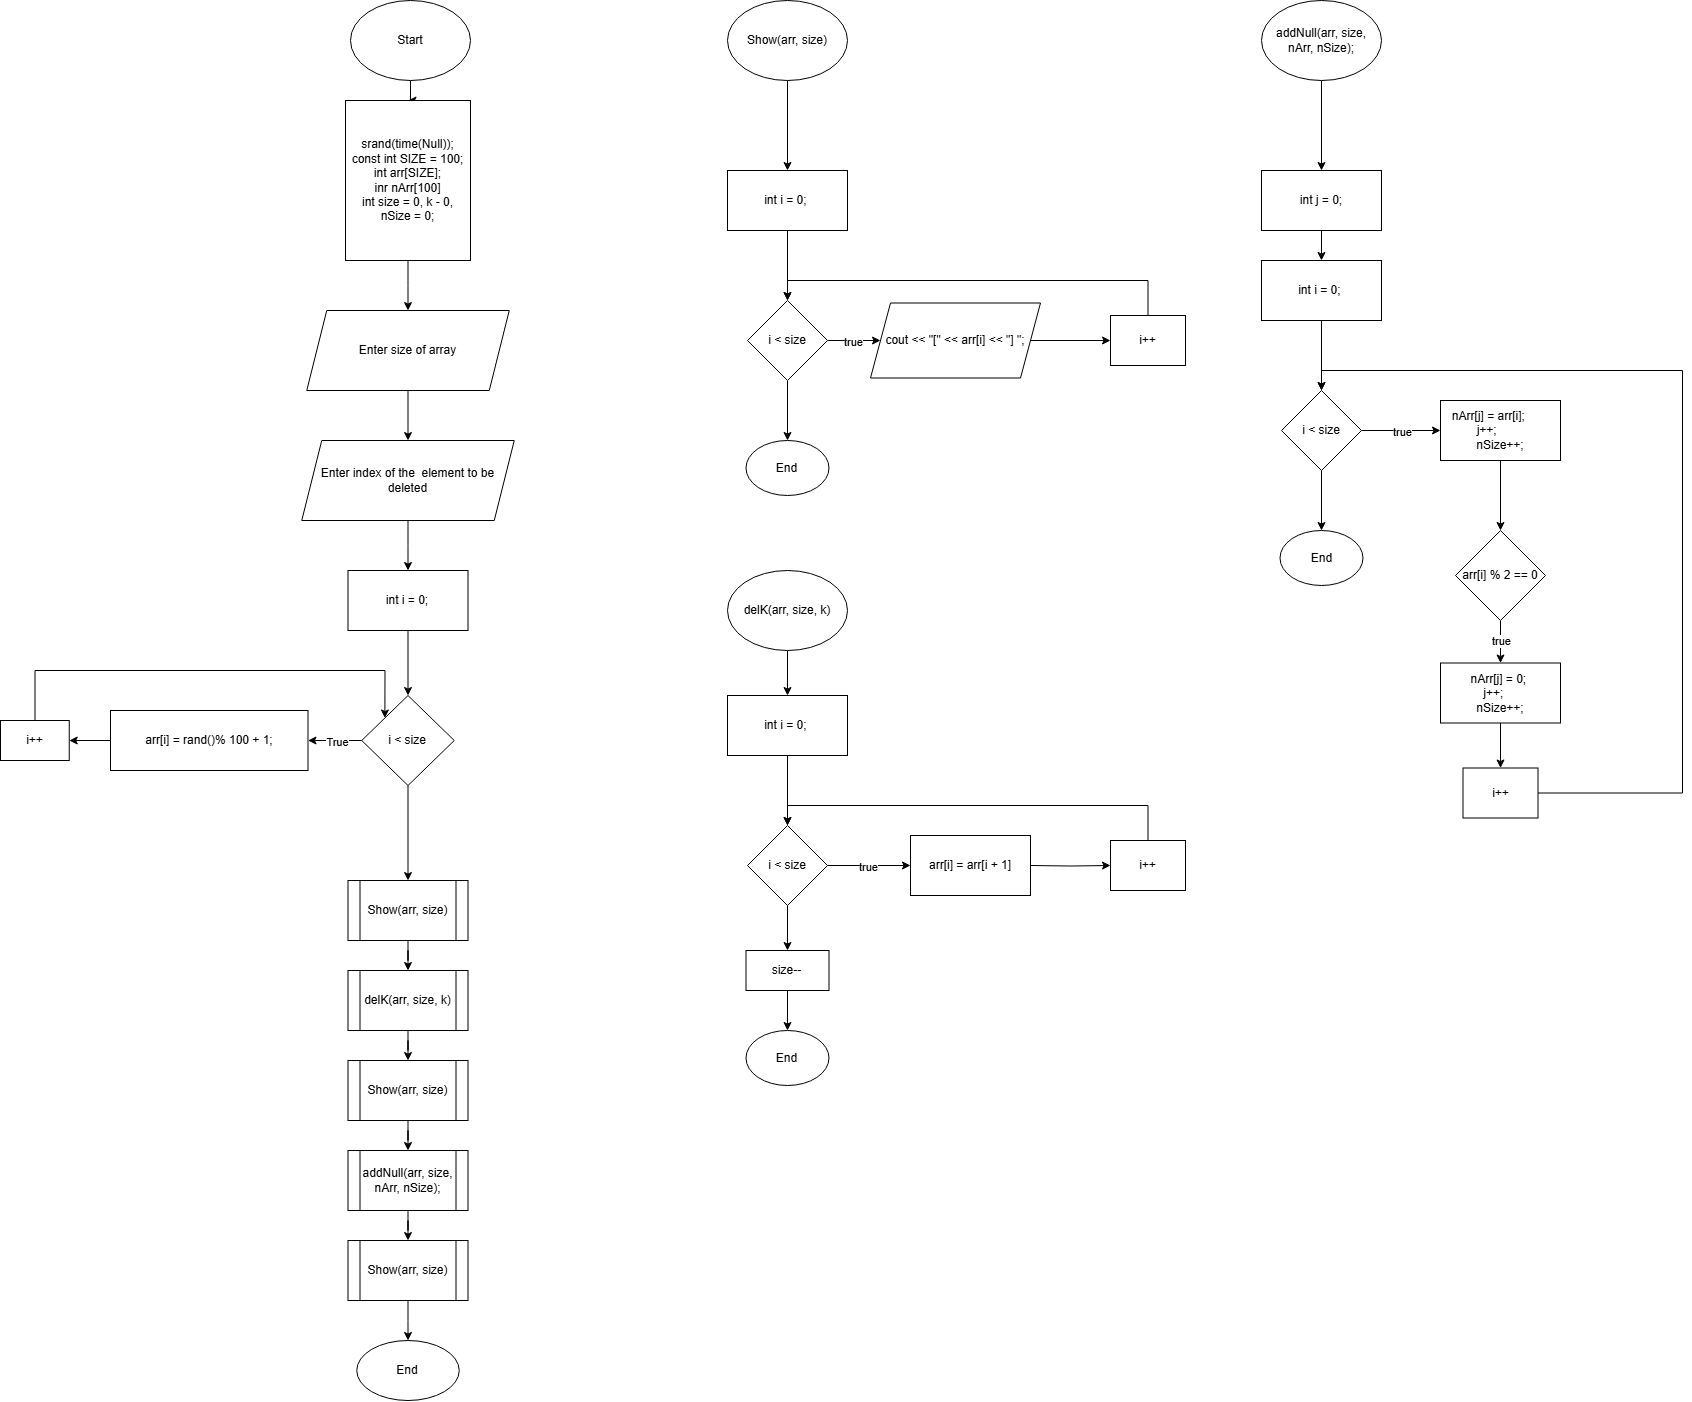 Start
srand(time(Null));
const int SIZE = 100;
int arr[SIZE];
inr nArr[100]
int size = 0, k - 0,
nSize = 0;
Enter size of array
Enter index of the  element to be
deleted
int i = 0;
i < size
True
arr[i] = rand()% 100 + 1;
i++
Show(arr, size)
delK(arr, size, k)
Show(arr, size)
addNull(arr, size,
nArr, nSize);
Show(arr, size)
End
Show(arr, size)
int i = 0;
i < size
true
cout << "[" << arr[i] << "] ";
i++
End
delK(arr, size, k)
int i = 0;
i < size
true
arr[i] = arr[i + 1]
i++
size--
End
addNull(arr, size,
nArr, nSize);
int j = 0;
int i = 0;
i < size
true
nArr[j] = arr[i];
j++;
nSize++;
End
arr[i] % 2 == 0
true
nArr[j] = 0;
j++;
nSize++;
i++